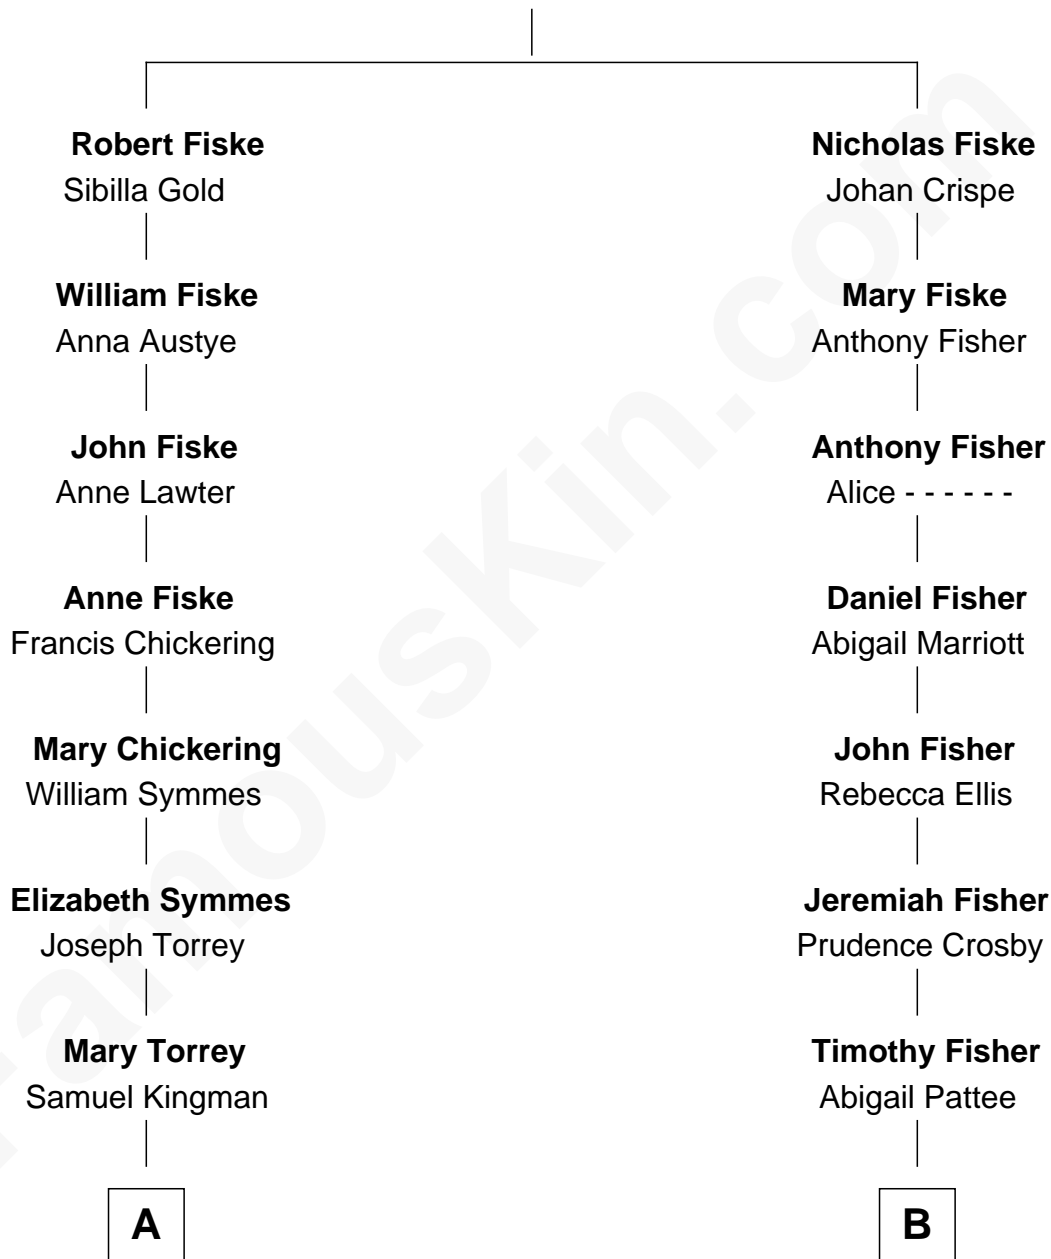 Robert Fiske
Sibilla Gold
William Fiske
Anna Austye
John Fiske
Anne Lawter
Anne Fiske
Francis Chickering
Mary Chickering
William Symmes
Elizabeth Symmes
Joseph Torrey
Mary Torrey
Samuel Kingman
A
Nicholas Fiske
Johan Crispe
Mary Fiske
Anthony Fisher
Anthony Fisher
Alice - - - - - -
Daniel Fisher
Abigail Marriott
John Fisher
Rebecca Ellis
Jeremiah Fisher
Prudence Crosby
Timothy Fisher
Abigail Pattee
B
FamousKin.com